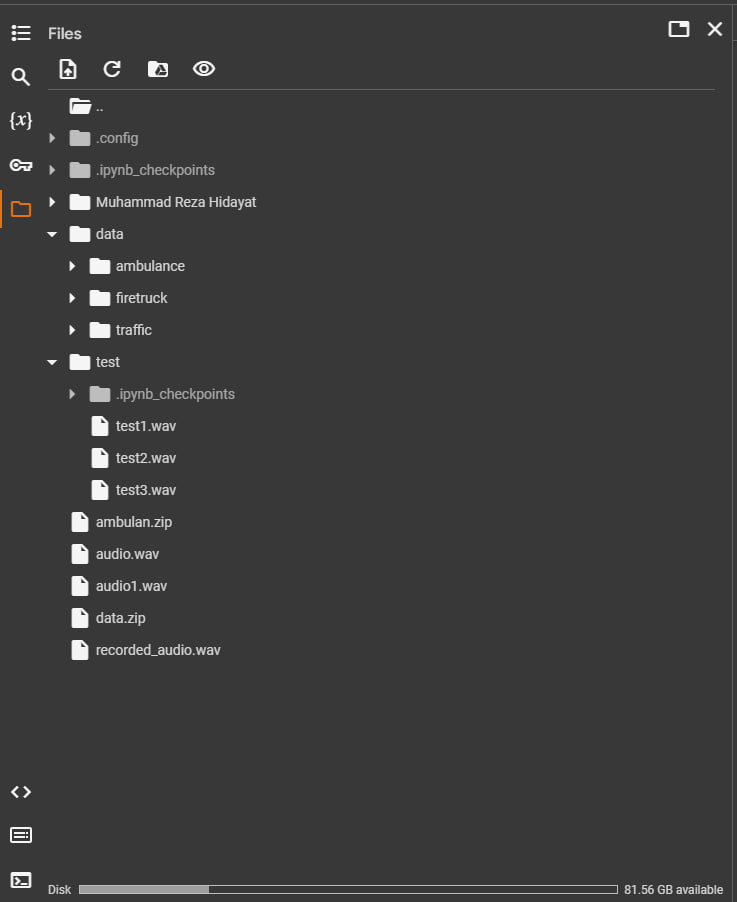 Files
{x}
..
.config
.ipynb_checkpoints
Muhammad Reza Hidayat
data
ambulance
firetruck
traffic
test
.ipynb_checkpoints
test1.wav
test2.wav
test3.wav
ambulan.zip
audio.wav
audio1.wav
data.zip
recorded_audio.wav
Disk 81.56 GB available